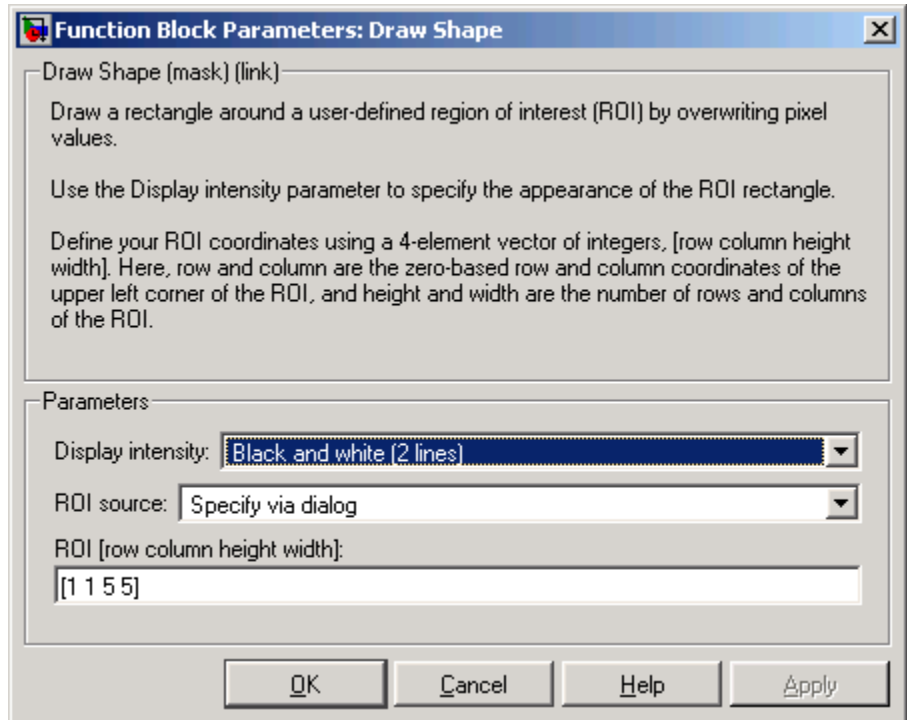 Function Block Parameters: Draw Shape
Draw Shape (mask) (link)
Draw a rectangle around a user-defined region of interest (ROI) by overwriting pixel
values.
Use the Display intensity parameter to specify the appearance of the ROI rectangle.
Define your ROI coordinates using a 4-element vector of integers, [row column height
width]. Here, row and column are the zero-based row and column coordinates of the
upper left corner of the ROI, and height and width are the number of rows and columns
of the ROI.
Parameters
Display intensity: Black and white (2 lines)
ROI source: Specify via dialog
ROI [row column height width]:
[1 1 5 5]
OK Cancel Help Apply